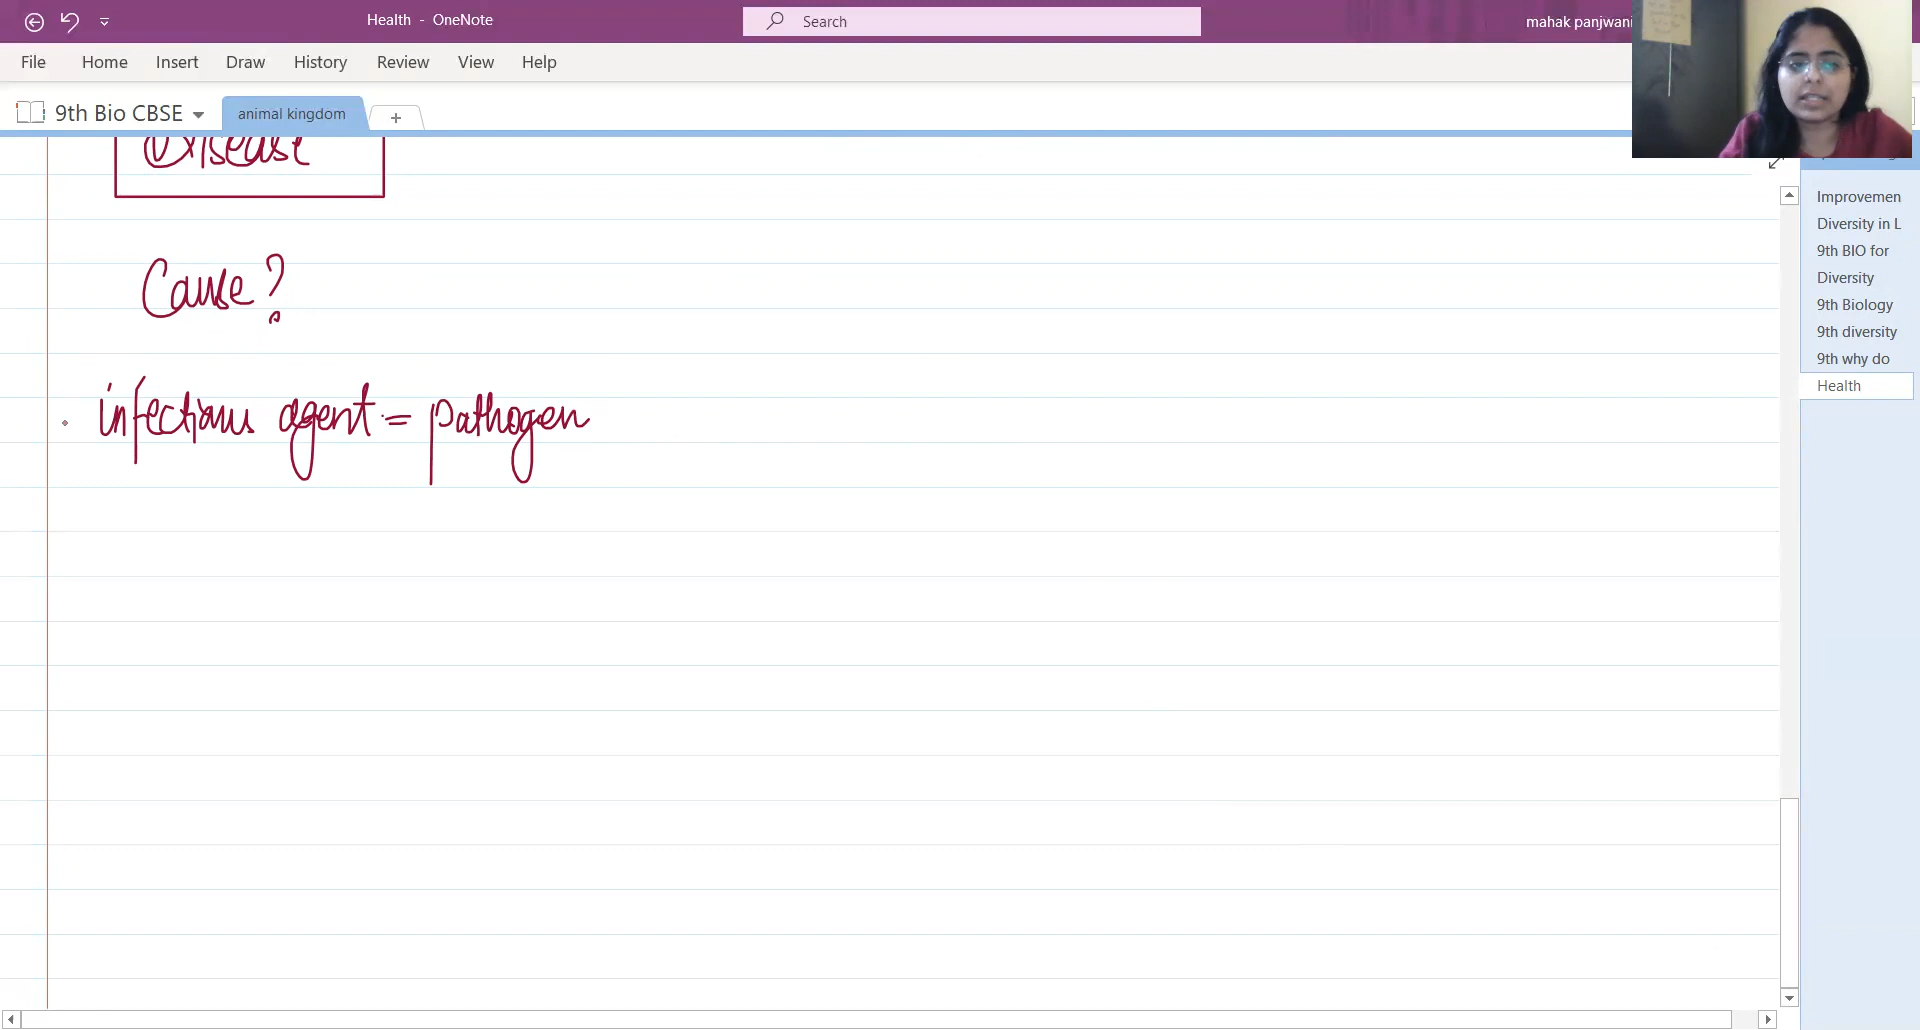 Health - OneNote
Search
mahak panjwani
File Home Insert Draw History Review View Help
9th Bio CBSE
animal kingdom
+
Disease
Cause ?
infectious agent = pathogen
Improvemen
Diversity in L
9th BIO for
Diversity
9th Biology
9th diversity
9th why do
Health